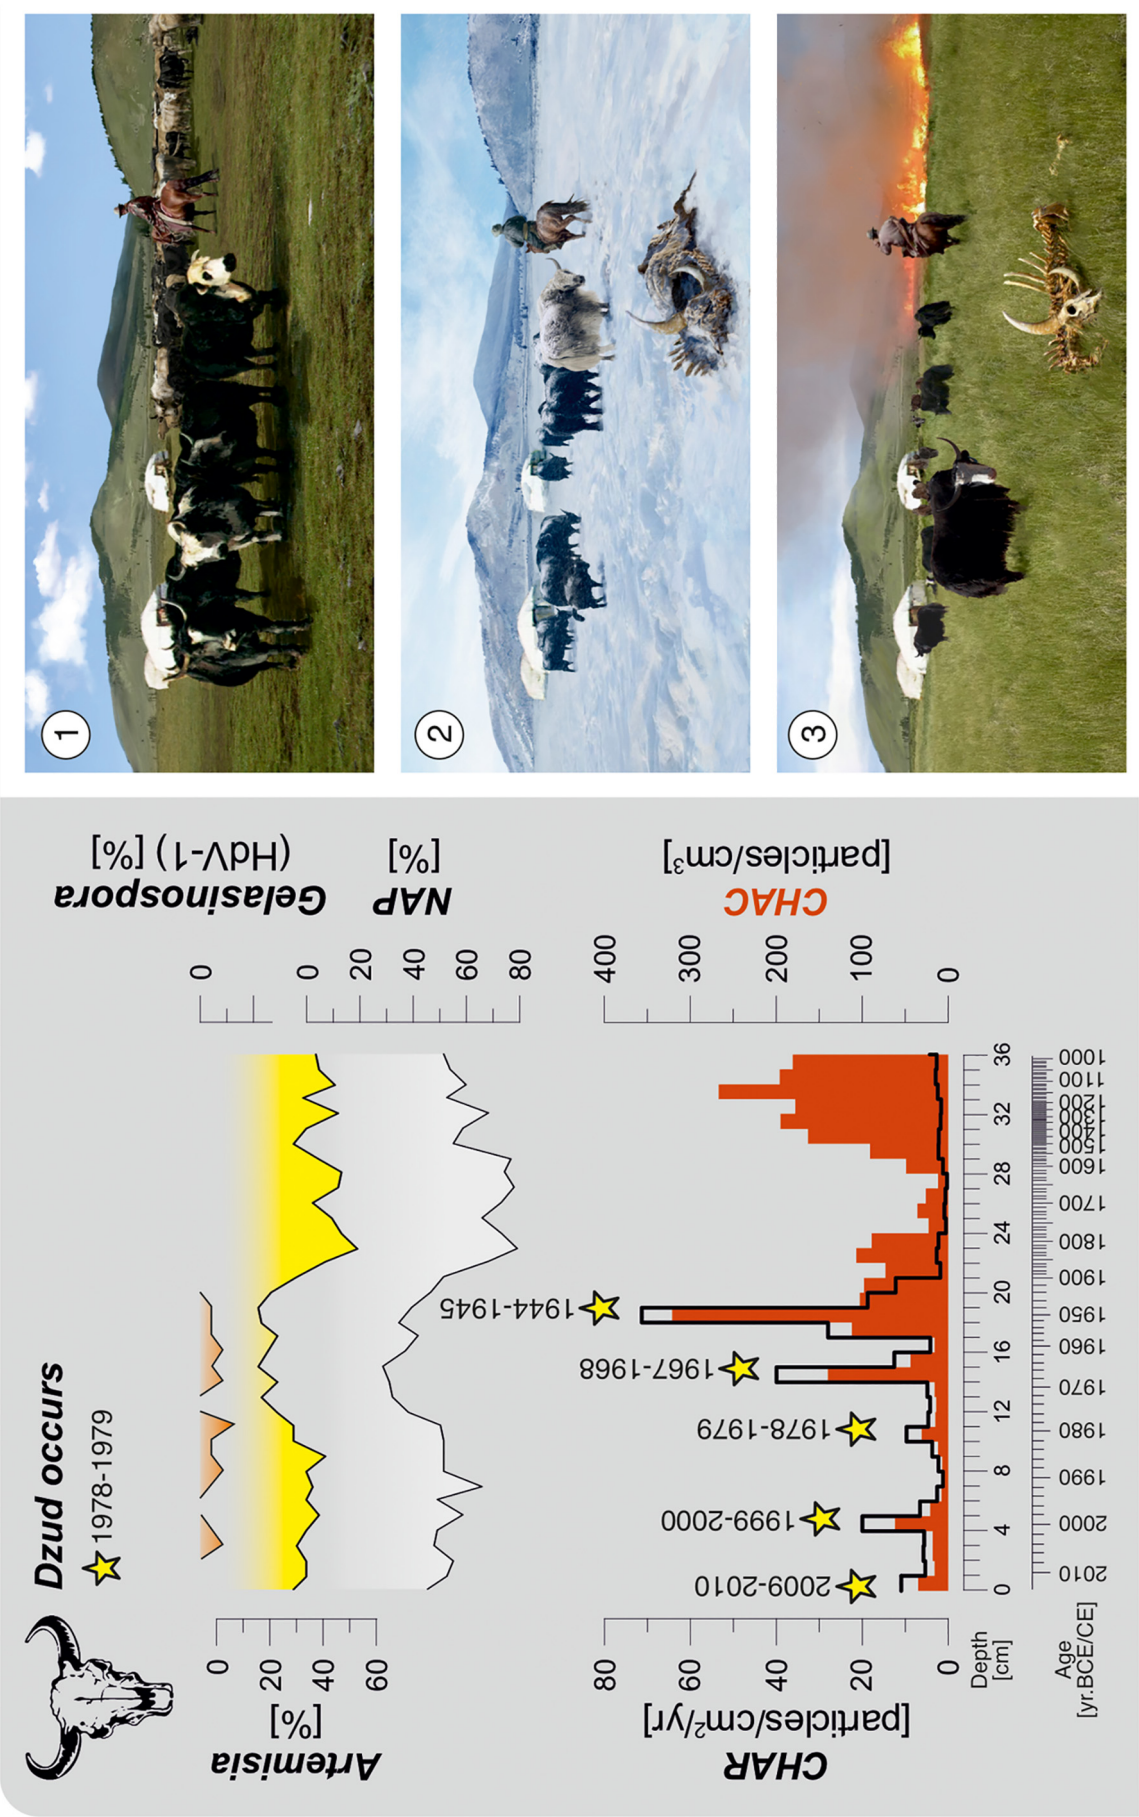 Dzud occurs
1978-1979
Artemisia
[%]
0
20
40
60
Gelasinospora
(HdV-1) [%]
0
NAP
[%]
0
20
40
60
80
CHAR
[particles/cm²/yr]
80
60
40
20
0
2009-2010
1999-2000
1978-1979
1967-1968
1944-1945
CHAC
[particles/cm³]
400
300
200
100
0
Depth
[cm]
0 4 8 12 16 20 24 28 32 36
Age
[yr.BCE/CE]
2010 2000 1990 1980 1970 1960 1950 1900 1800 1700 1600 1500 1400 1300 1200 1100 1000
1
2
3